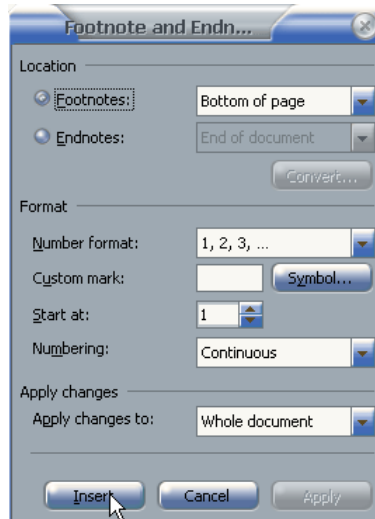 Footnote and Endn...
Location
Footnotes: Bottom of page
Endnotes: End of document
Convert...
Format
Number format: 1, 2, 3, ...
Custom mark: Symbol...
Start at: 1
Numbering: Continuous
Apply changes
Apply changes to: Whole document
Insert Cancel Apply